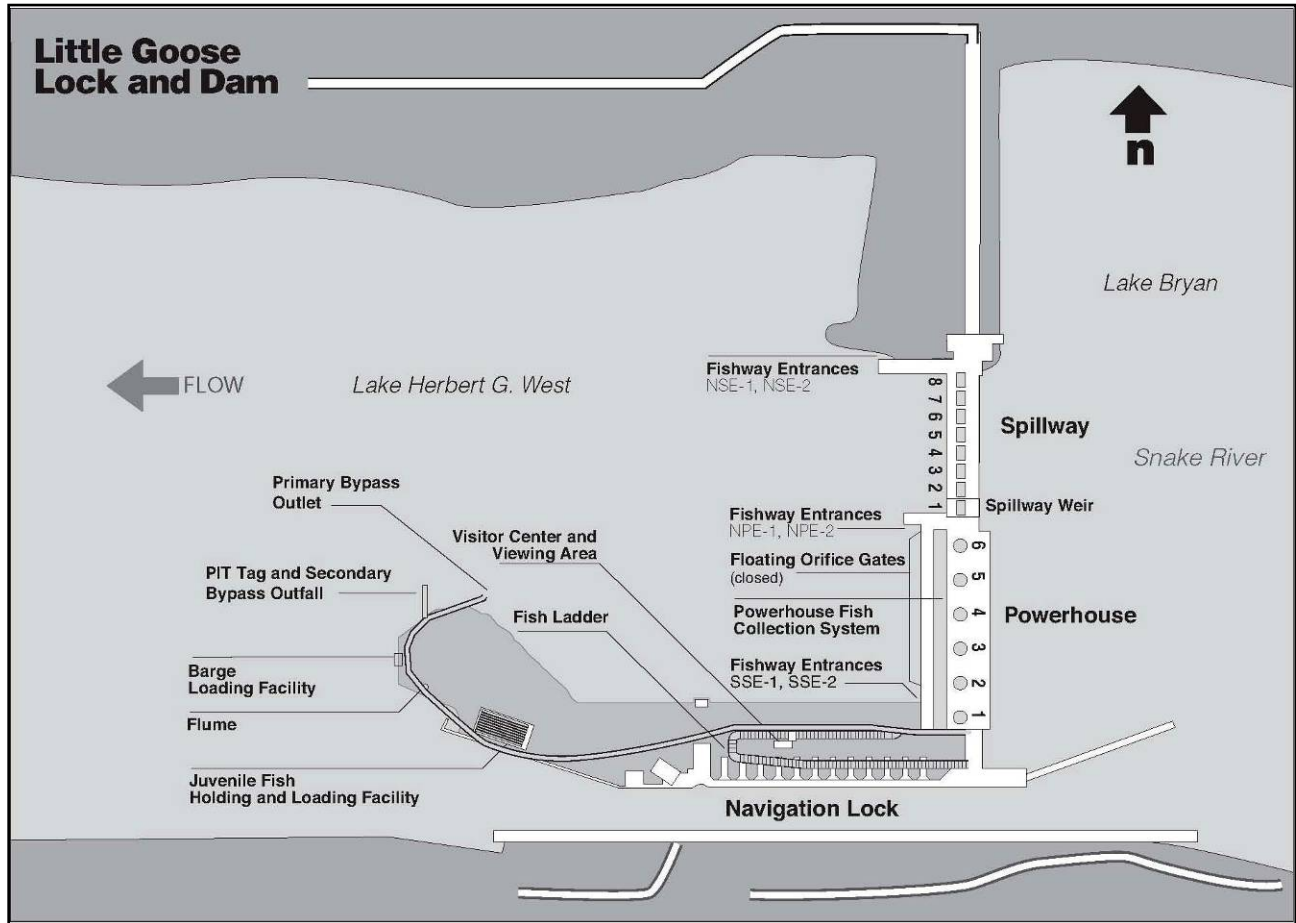 Little Goose
Lock and Dam
n
Lake Bryan
FLOW
Lake Herbert G. West
Fishway Entrances
NSE-1, NSE-2
8
7
6
5
4
3
2
1
Spillway
Snake River
Spillway Weir
Primary Bypass
Outlet
Visitor Center and
Viewing Area
Fishway Entrances
NPE-1, NPE-2
Floating Orifice Gates
(closed)
Powerhouse Fish
Collection System
Fishway Entrances
SSE-1, SSE-2
6
5
4
3
2
1
Powerhouse
PIT Tag and Secondary
Bypass Outfall
Fish Ladder
Barge
Loading Facility
Flume
Juvenile Fish
Holding and Loading Facility
Navigation Lock